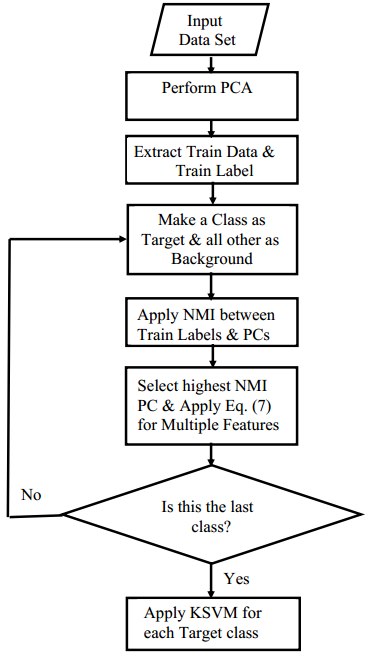 Input
Data Set
Perform PCA
Extract Train Data &
Train Label
Make a Class as
Target & all other as
Background
Apply NMI between
Train Labels & PCs
Select highest NMI
PC & Apply Eq. (7)
for Multiple Features
No
Is this the last
class?
Yes
Apply KSVM for
each Target class